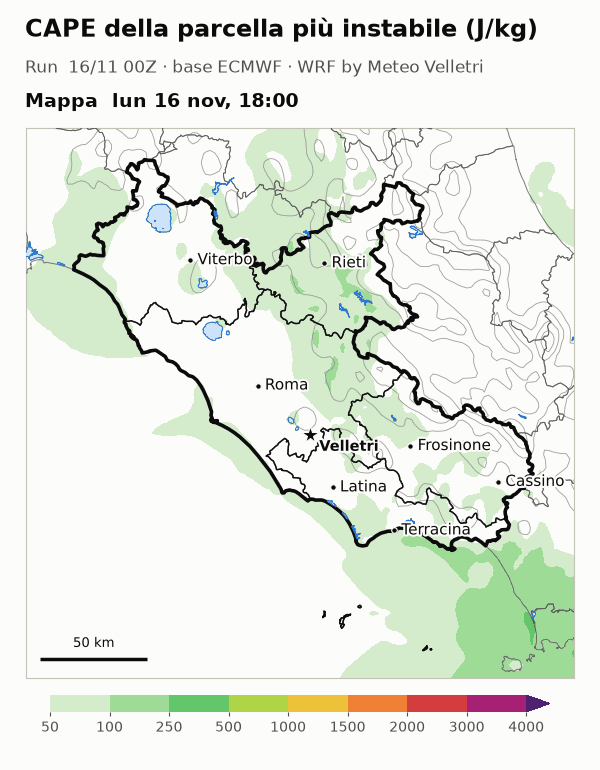 CAPE della parcella più instabile (J/kg)
Run  16/11 00Z · base ECMWF · WRF by Meteo Velletri
Mappa  lun 16 nov, 18:00
Viterbo
Rieti
Roma
Velletri
Frosinone
Latina
Cassino
Terracina
50 km
50 100 250 500 1000 1500 2000 3000 4000